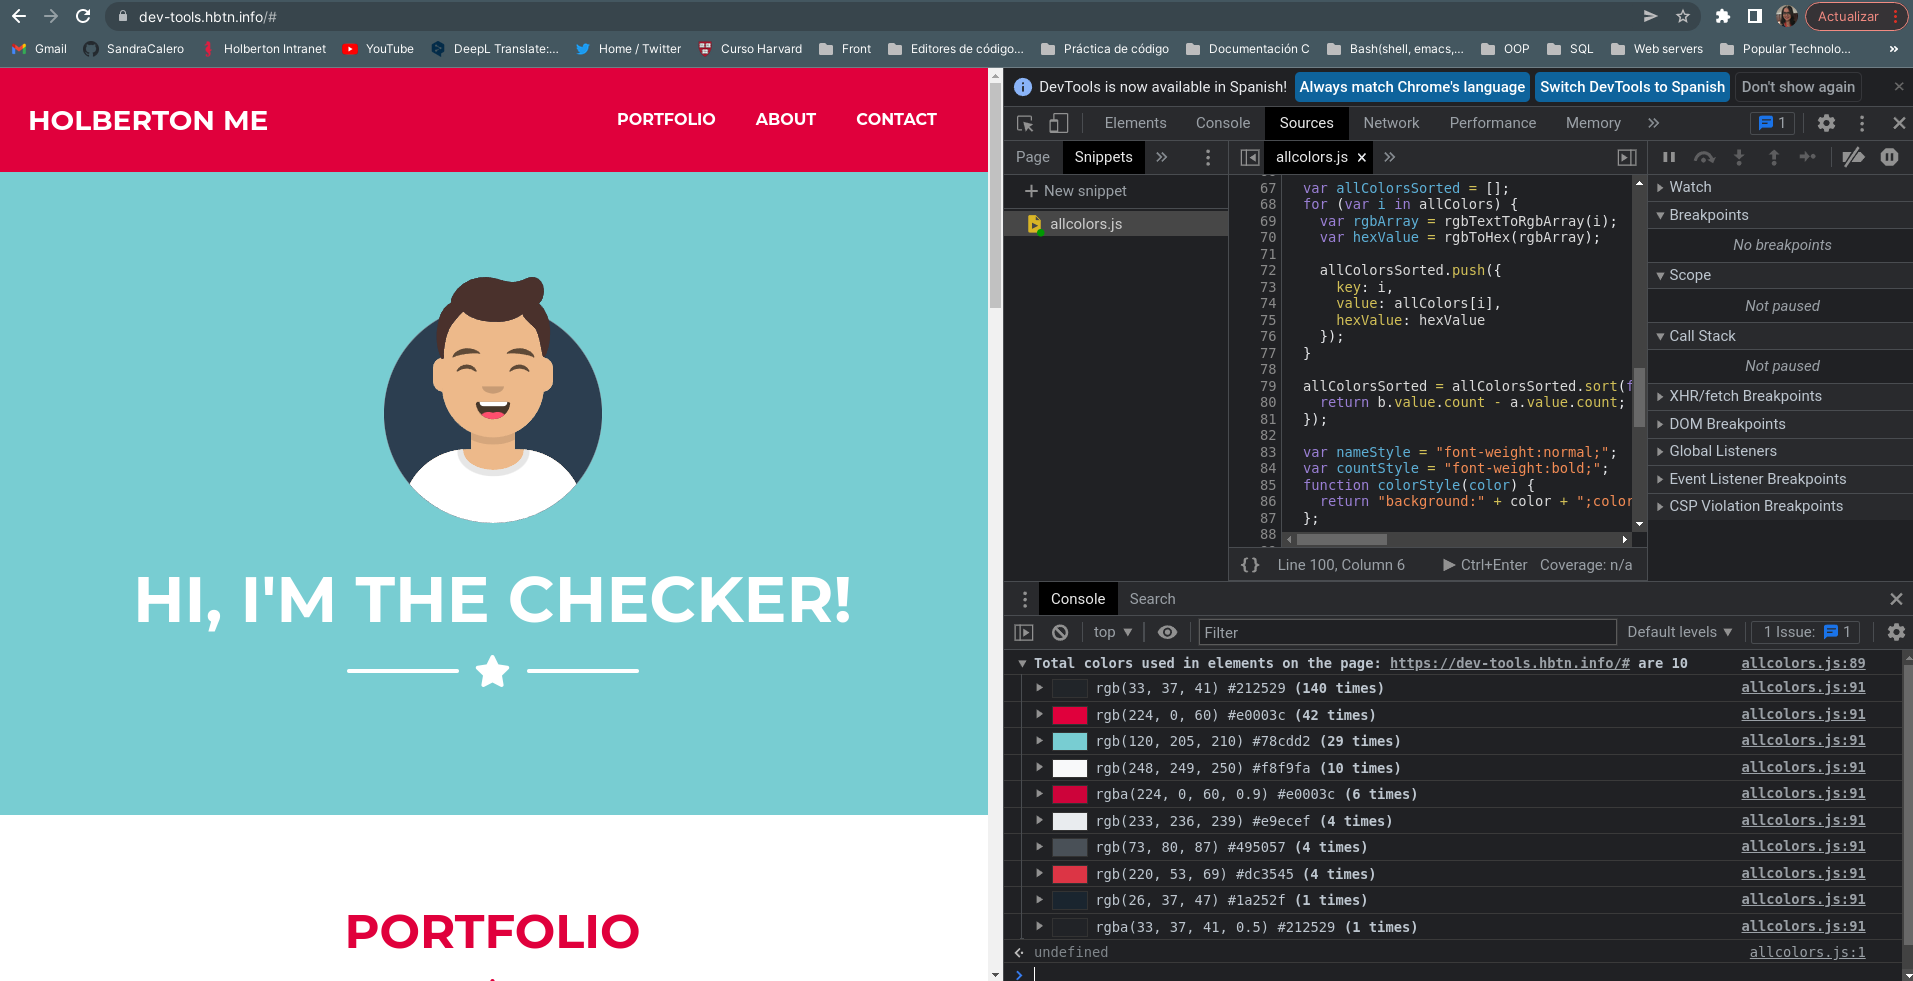 dev-tools.hbtn.info/#
Actualizar
Gmail
SandraCalero
Holberton Intranet
YouTube
DeepL Translate:...
Home / Twitter
Curso Harvard
Front
Editores de código...
Práctica de código
Documentación C
Bash(shell, emacs,...
OOP
SQL
Web servers
Popular Technolo...
»
HOLBERTON ME
PORTFOLIO
ABOUT
CONTACT
HI, I'M THE CHECKER!
PORTFOLIO
DevTools is now available in Spanish!
Always match Chrome's language
Switch DevTools to Spanish
Don't show again
Elements
Console
Sources
Network
Performance
Memory
»
1
Page
Snippets
»
allcolors.js
»
+ New snippet
allcolors.js
67 var allColorsSorted = [];
68 for (var i in allColors) {
69 var rgbArray = rgbTextToRgbArray(i);
70 var hexValue = rgbToHex(rgbArray);
71
72 allColorsSorted.push({
73 key: i,
74 value: allColors[i],
75 hexValue: hexValue
76 });
77 }
78
79 allColorsSorted = allColorsSorted.sort(f
80 return b.value.count - a.value.count;
81 });
82
83 var nameStyle = "font-weight:normal;";
84 var countStyle = "font-weight:bold;";
85 function colorStyle(color) {
86 return "background:" + color + ";color
87 };
88
{ } Line 100, Column 6
Ctrl+Enter
Coverage: n/a
Watch
Breakpoints
No breakpoints
Scope
Not paused
Call Stack
Not paused
XHR/fetch Breakpoints
DOM Breakpoints
Global Listeners
Event Listener Breakpoints
CSP Violation Breakpoints
Console
Search
top
Filter
Default levels
1 Issue: 1
Total colors used in elements on the page: https://dev-tools.hbtn.info/# are 10 allcolors.js:89
rgb(33, 37, 41) #212529 (140 times) allcolors.js:91
rgb(224, 0, 60) #e0003c (42 times) allcolors.js:91
rgb(120, 205, 210) #78cdd2 (29 times) allcolors.js:91
rgb(248, 249, 250) #f8f9fa (10 times) allcolors.js:91
rgba(224, 0, 60, 0.9) #e0003c (6 times) allcolors.js:91
rgb(233, 236, 239) #e9ecef (4 times) allcolors.js:91
rgb(73, 80, 87) #495057 (4 times) allcolors.js:91
rgb(220, 53, 69) #dc3545 (4 times) allcolors.js:91
rgb(26, 37, 47) #1a252f (1 times) allcolors.js:91
rgba(33, 37, 41, 0.5) #212529 (1 times) allcolors.js:91
undefined allcolors.js:1